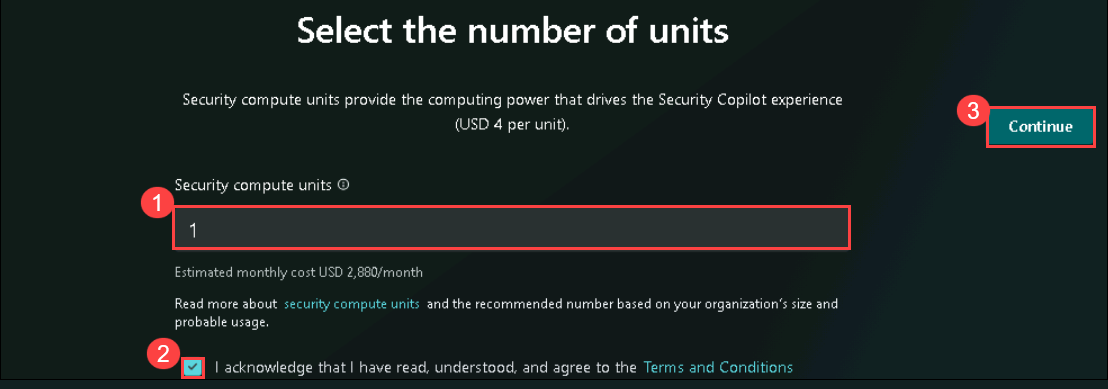 Select the number of units
Security compute units provide the computing power that drives the Security Copilot experience
(USD 4 per unit).
3
Continue
Security compute units
1
1
Estimated monthly cost USD 2,880/month
Read more about security compute units and the recommended number based on your organization's size and
probable usage.
2
I acknowledge that I have read, understood, and agree to the Terms and Conditions